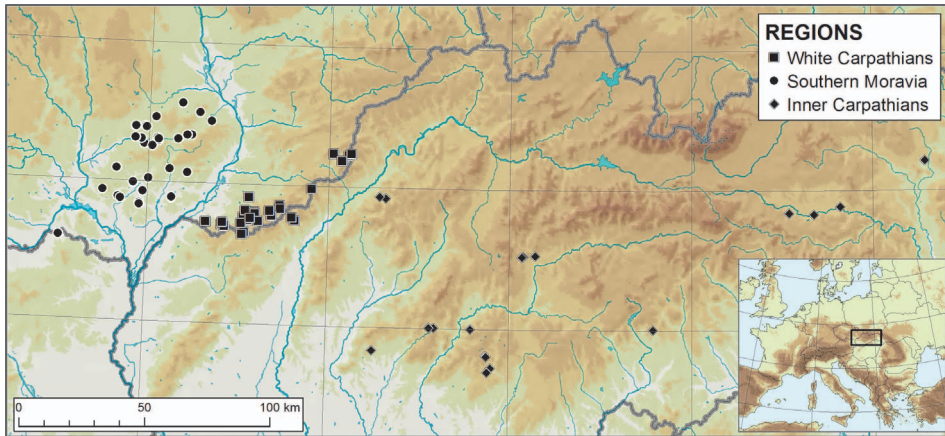 REGIONS
White Carpathians
Southern Moravia
Inner Carpathians
0 50 100 km